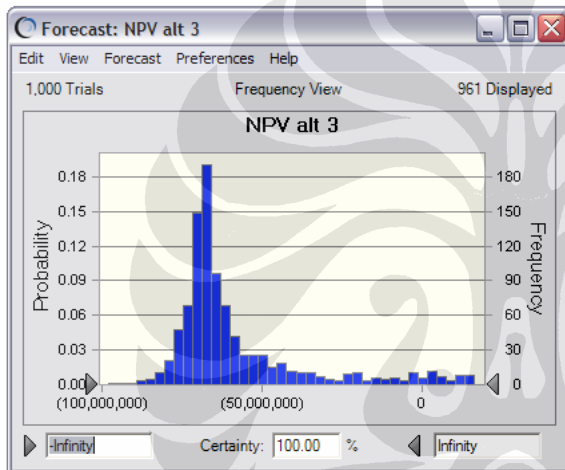 Forecast: NPV alt 3
Edit View Forecast Preferences Help
1,000 Trials Frequency View 961 Displayed
NPV alt 3
Probability
Frequency
0.18 180
0.15 150
0.12 120
0.09 90
0.06 60
0.03 30
0.00 0
(100,000,000) (50,000,000) 0
-Infinity Certainty: 100.00 % Infinity